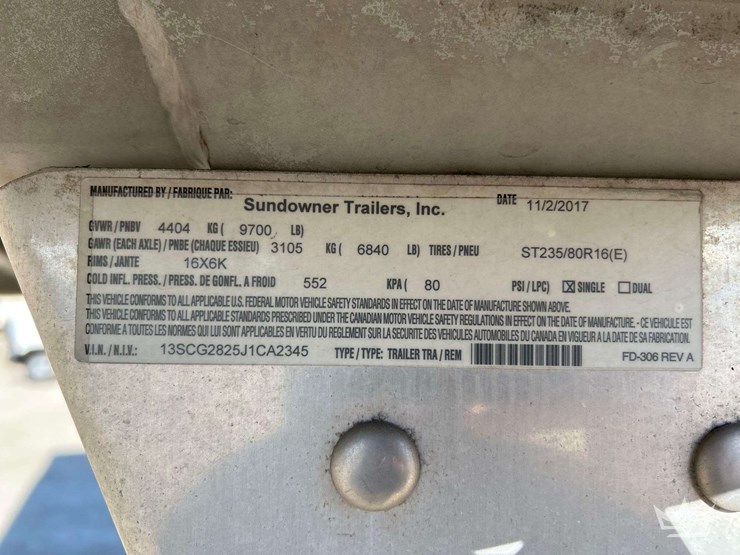 MANUFACTURED BY / FABRIQUE PAR: DATE 11/2/2017
Sundowner Trailers, Inc.
GVWR / PNBV 4404 KG ( 9700 LB)
GAWR (EACH AXLE) / PNBE (CHAQUE ESSIEU) 3105 KG ( 6840 LB) TIRES / PNEU ST235/80R16(E)
RIMS / JANTE 16X6K
COLD INFL. PRESS. / PRESS. DE GONFL. A FROID 552 KPA ( 80 PSI / LPC) ☒ SINGLE ☐ DUAL
THIS VEHICLE CONFORMS TO ALL APPLICABLE U.S. FEDERAL MOTOR VEHICLE SAFETY STANDARDS IN EFFECT ON THE DATE OF MANUFACTURE SHOWN ABOVE.
THIS VEHICLE CONFORMS TO ALL APPLICABLE STANDARDS PRESCRIBED UNDER THE CANADIAN MOTOR VEHICLE SAFETY REGULATIONS IN EFFECT ON THE DATE OF MANUFACTURE - CE VEHICULE EST
CONFORME A TOUTES LES NORMES QUI LUI SONT APPLICABLES EN VERTU DU REGLEMENT SUR LA SECURITE DES VEHICULES AUTOMOBILES DU CANADA EN VIGUEUR A LA DATE DE SA FABRICATION.
V.I.N. / N.I.V.: 13SCG2825J1CA2345 TYPE / TYPE: TRAILER TRA / REM FD-306 REV A